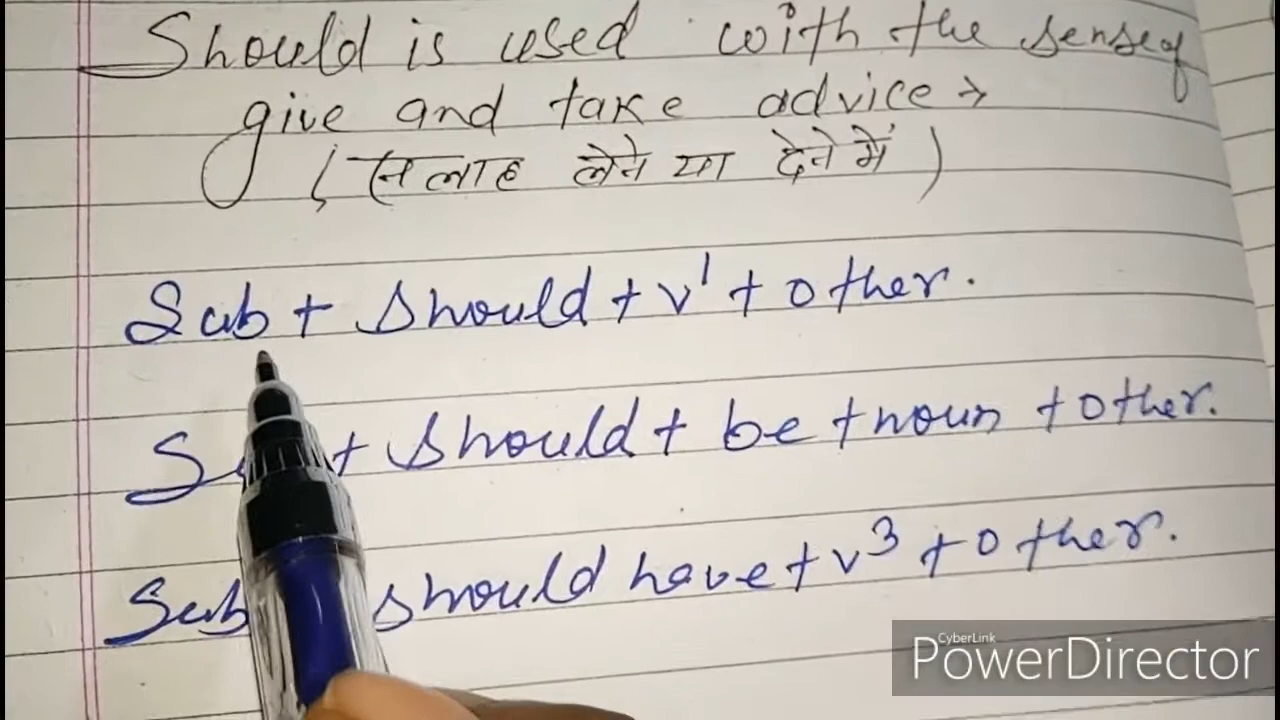 Should is used with the sense of
give and take advice →
(सलाह लेने या देने में)
Sub + should + v¹ + other.
+ should + be + noun + other.
Sub should have + v³ + other.
CyberLink
PowerDirector